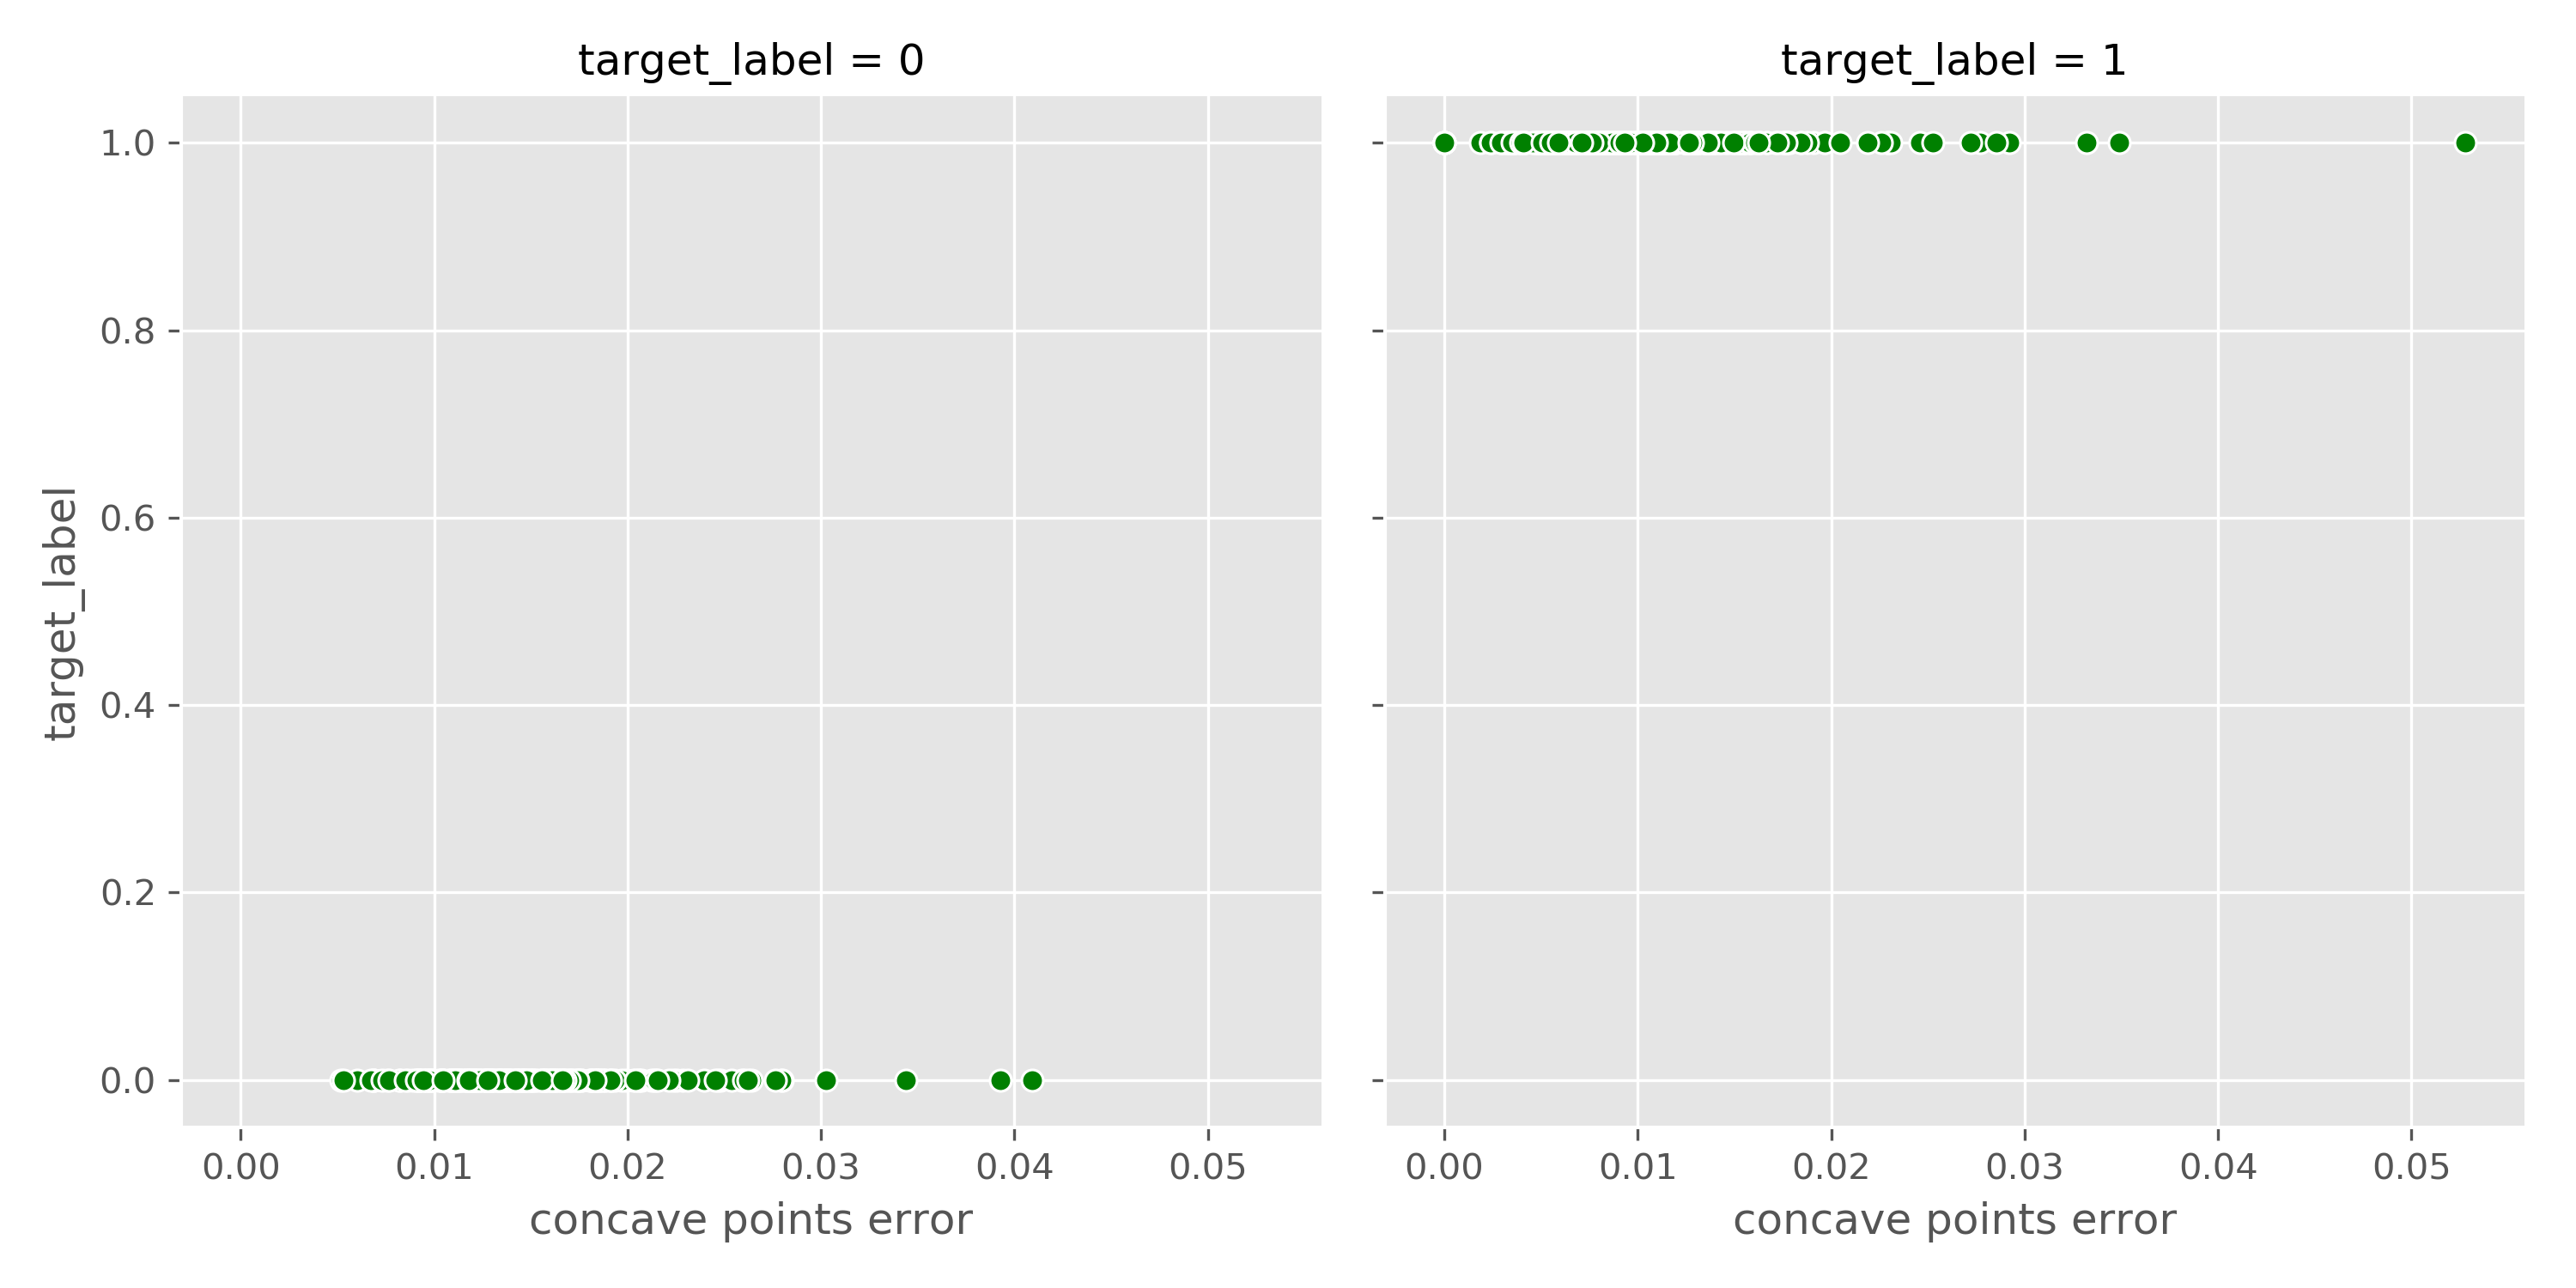 target_label = 0
target_label = 1
target_label
1.0
0.8
0.6
0.4
0.2
0.0
0.00 0.01 0.02 0.03 0.04 0.05
0.00 0.01 0.02 0.03 0.04 0.05
concave points error
concave points error